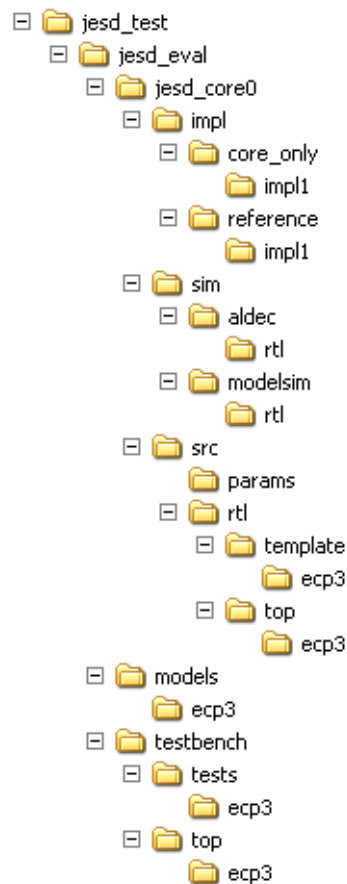 jesd_test
jesd_eval
jesd_core0
impl
core_only
impl1
reference
impl1
sim
aldec
rtl
modelsim
rtl
src
params
rtl
template
ecp3
top
ecp3
models
ecp3
testbench
tests
ecp3
top
ecp3